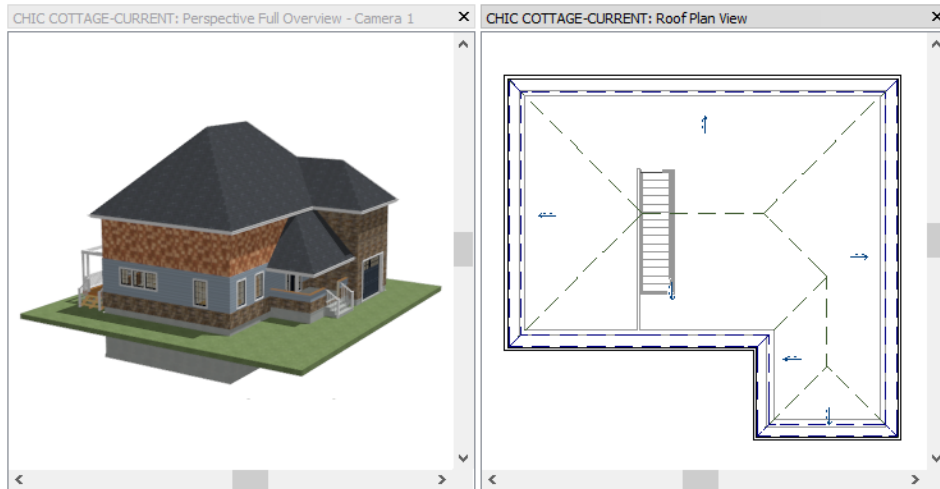 CHIC COTTAGE-CURRENT: Perspective Full Overview - Camera 1
CHIC COTTAGE-CURRENT: Roof Plan View